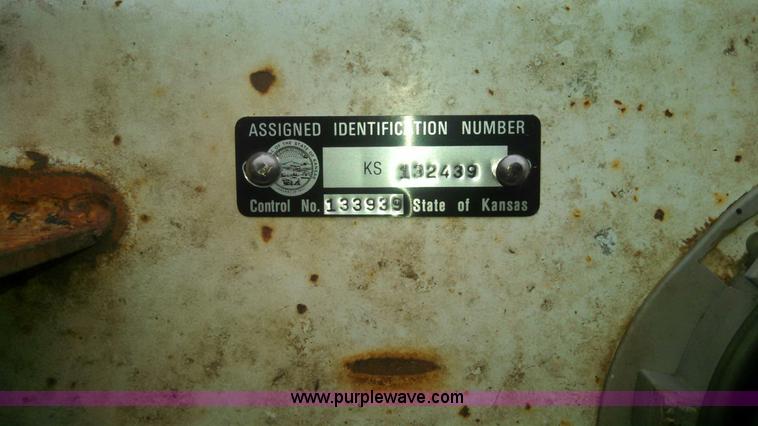 ASSIGNED IDENTIFICATION NUMBER
KS 132439
Control No. 133939 State of Kansas
www.purplewave.com